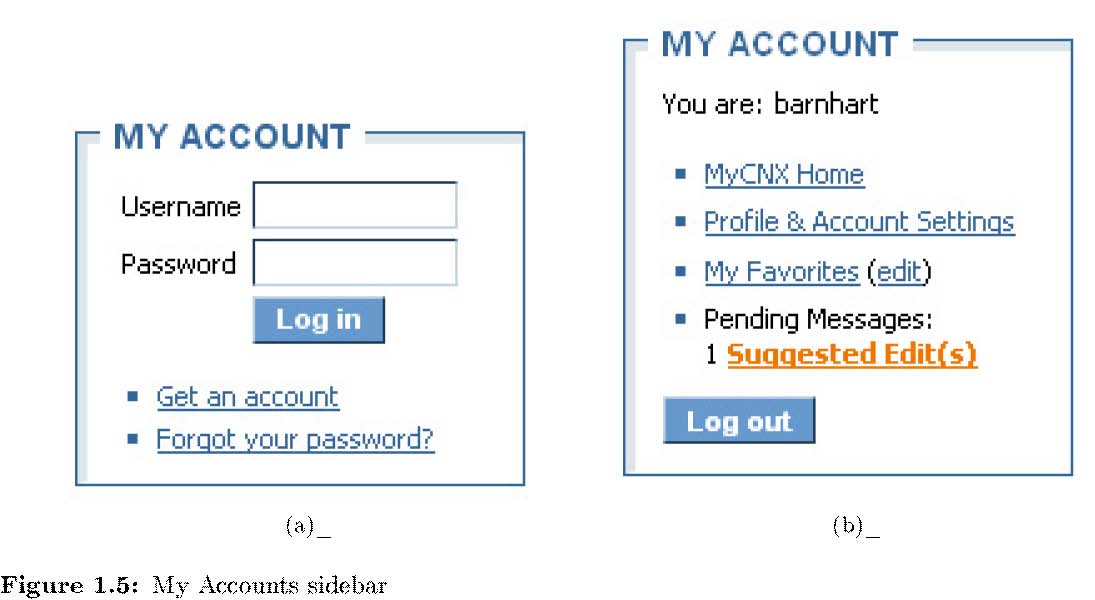 MY ACCOUNT
Username
Password
Log in
Get an account
Forgot your password?
(a)_
MY ACCOUNT
You are: barnhart
MyCNX Home
Profile & Account Settings
My Favorites (edit)
Pending Messages:
1 Suggested Edit(s)
Log out
(b)_
Figure 1.5: My Accounts sidebar